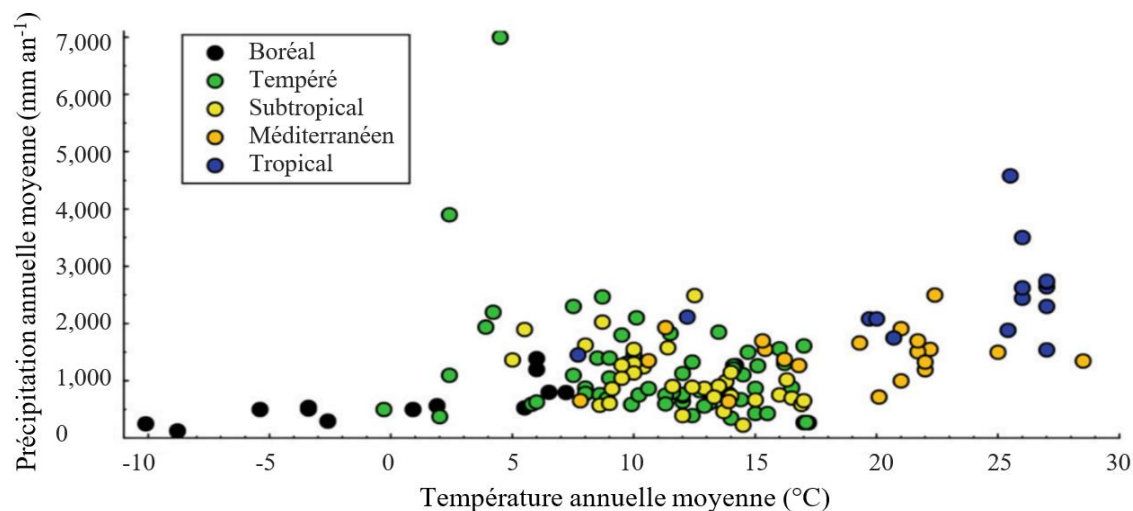 7,000
6,000
5,000
4,000
3,000
2,000
1,000
0
Précipitation annuelle moyenne (mm an⁻¹)
Boréal
Tempéré
Subtropical
Méditerranéen
Tropical
-10 -5 0 5 10 15 20 25 30
Température annuelle moyenne (°C)